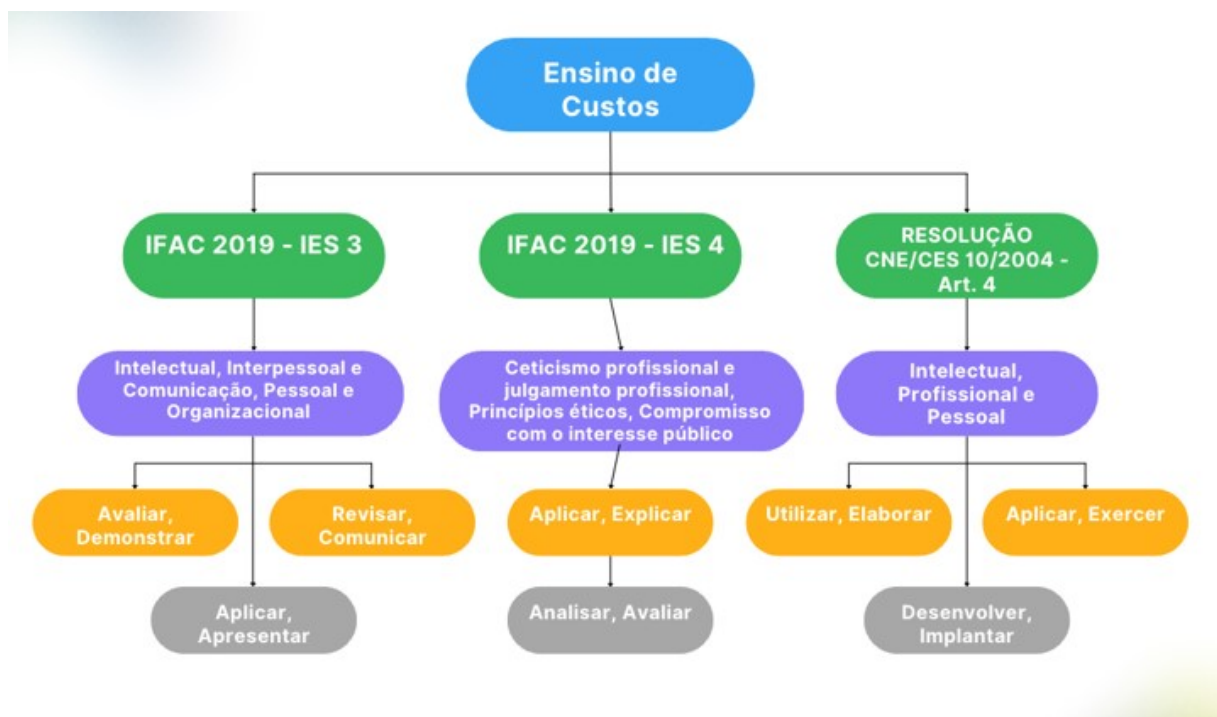 Ensino de
Custos
IFAC 2019 - IES 3
IFAC 2019 - IES 4
RESOLUÇÃO
CNE/CES 10/2004 -
Art. 4
Intelectual, Interpessoal e
Comunicação, Pessoal e
Organizacional
Ceticismo profissional e
julgamento profissional,
Princípios éticos, Compromisso
com o interesse público
Intelectual,
Profissional e
Pessoal
Avaliar,
Demonstrar
Revisar,
Comunicar
Aplicar, Explicar
Utilizar, Elaborar
Aplicar, Exercer
Aplicar,
Apresentar
Analisar, Avaliar
Desenvolver,
Implantar